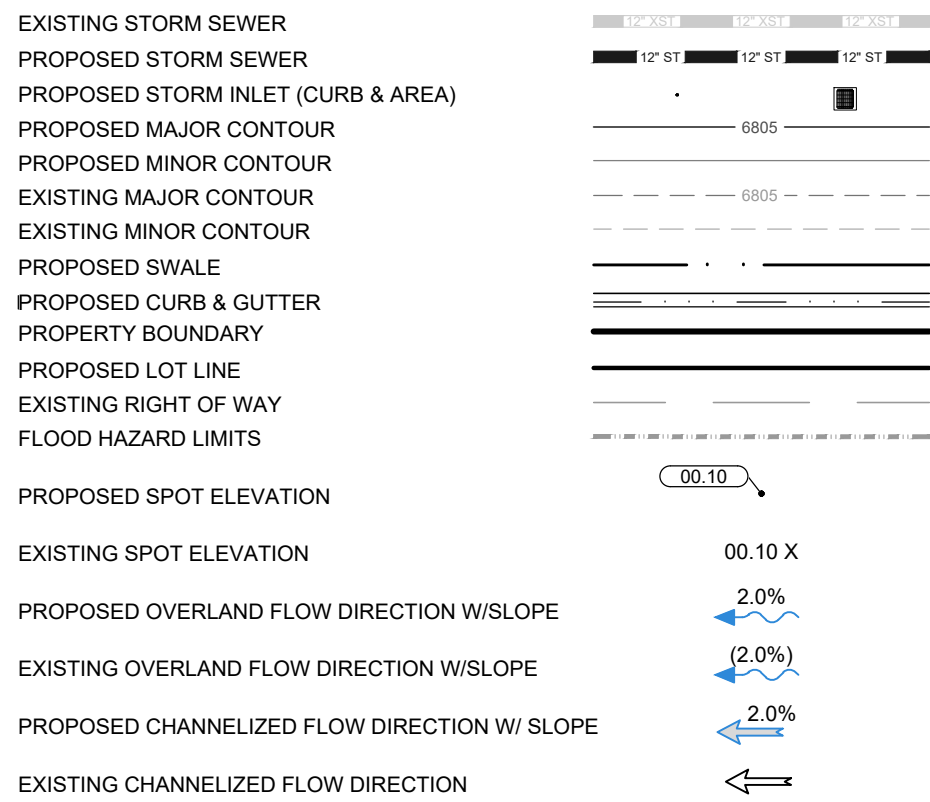 EXISTING STORM SEWER 12" XST 12" XST 12" XST
PROPOSED STORM SEWER 12" ST 12" ST 12" ST
PROPOSED STORM INLET (CURB & AREA)
PROPOSED MAJOR CONTOUR 6805
PROPOSED MINOR CONTOUR
EXISTING MAJOR CONTOUR 6805
EXISTING MINOR CONTOUR
PROPOSED SWALE
PROPOSED CURB & GUTTER
PROPERTY BOUNDARY
PROPOSED LOT LINE
EXISTING RIGHT OF WAY
FLOOD HAZARD LIMITS
PROPOSED SPOT ELEVATION 00.10
EXISTING SPOT ELEVATION 00.10 X
PROPOSED OVERLAND FLOW DIRECTION W/SLOPE 2.0%
EXISTING OVERLAND FLOW DIRECTION W/SLOPE (2.0%)
PROPOSED CHANNELIZED FLOW DIRECTION W/ SLOPE 2.0%
EXISTING CHANNELIZED FLOW DIRECTION